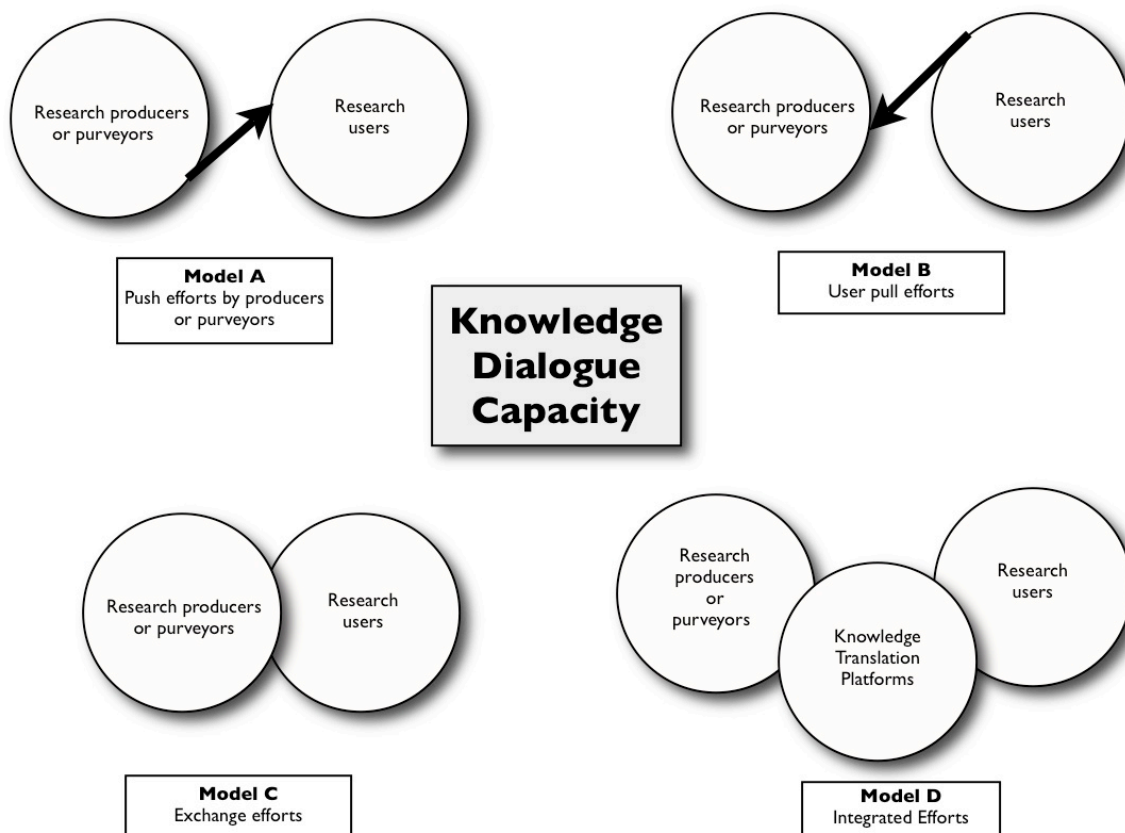 Research producers
or purveyors
Research
users
Research producers
or purveyors
Research
users
Model A
Push efforts by producers
or purveyors
Model B
User pull efforts
Knowledge
Dialogue
Capacity
Research producers
or purveyors
Research
users
Research
producers
or
purveyors
Knowledge
Translation
Platforms
Research
users
Model C
Exchange efforts
Model D
Integrated Efforts